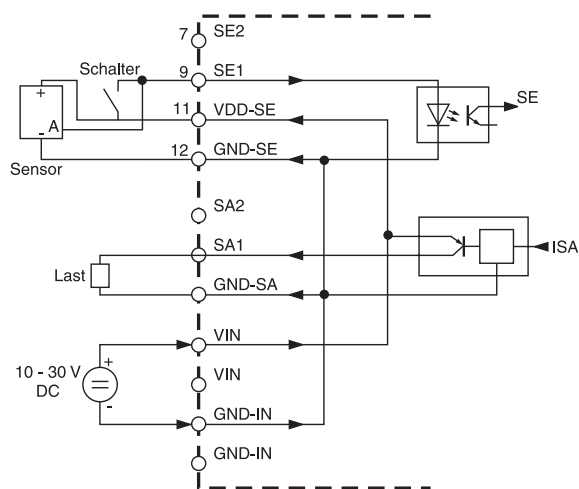 7 SE2
Schalter
9 SE1
SE
11 VDD-SE
+
A
-
12 GND-SE
Sensor
SA2
SA1
ISA
Last
GND-SA
VIN
+
10 - 30 V
DC
VIN
-
GND-IN
GND-IN